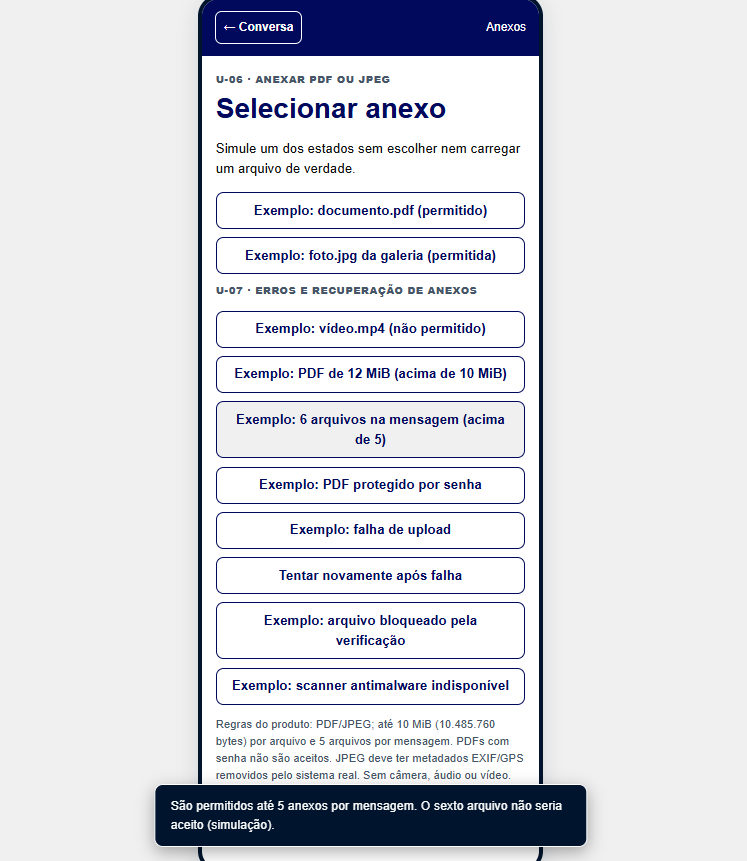 ← Conversa
Anexos
U-06 · ANEXAR PDF OU JPEG
Selecionar anexo
Simule um dos estados sem escolher nem carregar
um arquivo de verdade.
Exemplo: documento.pdf (permitido)
Exemplo: foto.jpg da galeria (permitida)
U-07 · ERROS E RECUPERAÇÃO DE ANEXOS
Exemplo: vídeo.mp4 (não permitido)
Exemplo: PDF de 12 MiB (acima de 10 MiB)
Exemplo: 6 arquivos na mensagem (acima
de 5)
Exemplo: PDF protegido por senha
Exemplo: falha de upload
Tentar novamente após falha
Exemplo: arquivo bloqueado pela
verificação
Exemplo: scanner antimalware indisponível
Regras do produto: PDF/JPEG; até 10 MiB (10.485.760
bytes) por arquivo e 5 arquivos por mensagem. PDFs com
senha não são aceitos. JPEG deve ter metadados EXIF/GPS
removidos pelo sistema real. Sem câmera, áudio ou vídeo.
São permitidos até 5 anexos por mensagem. O sexto arquivo não seria
aceito (simulação).